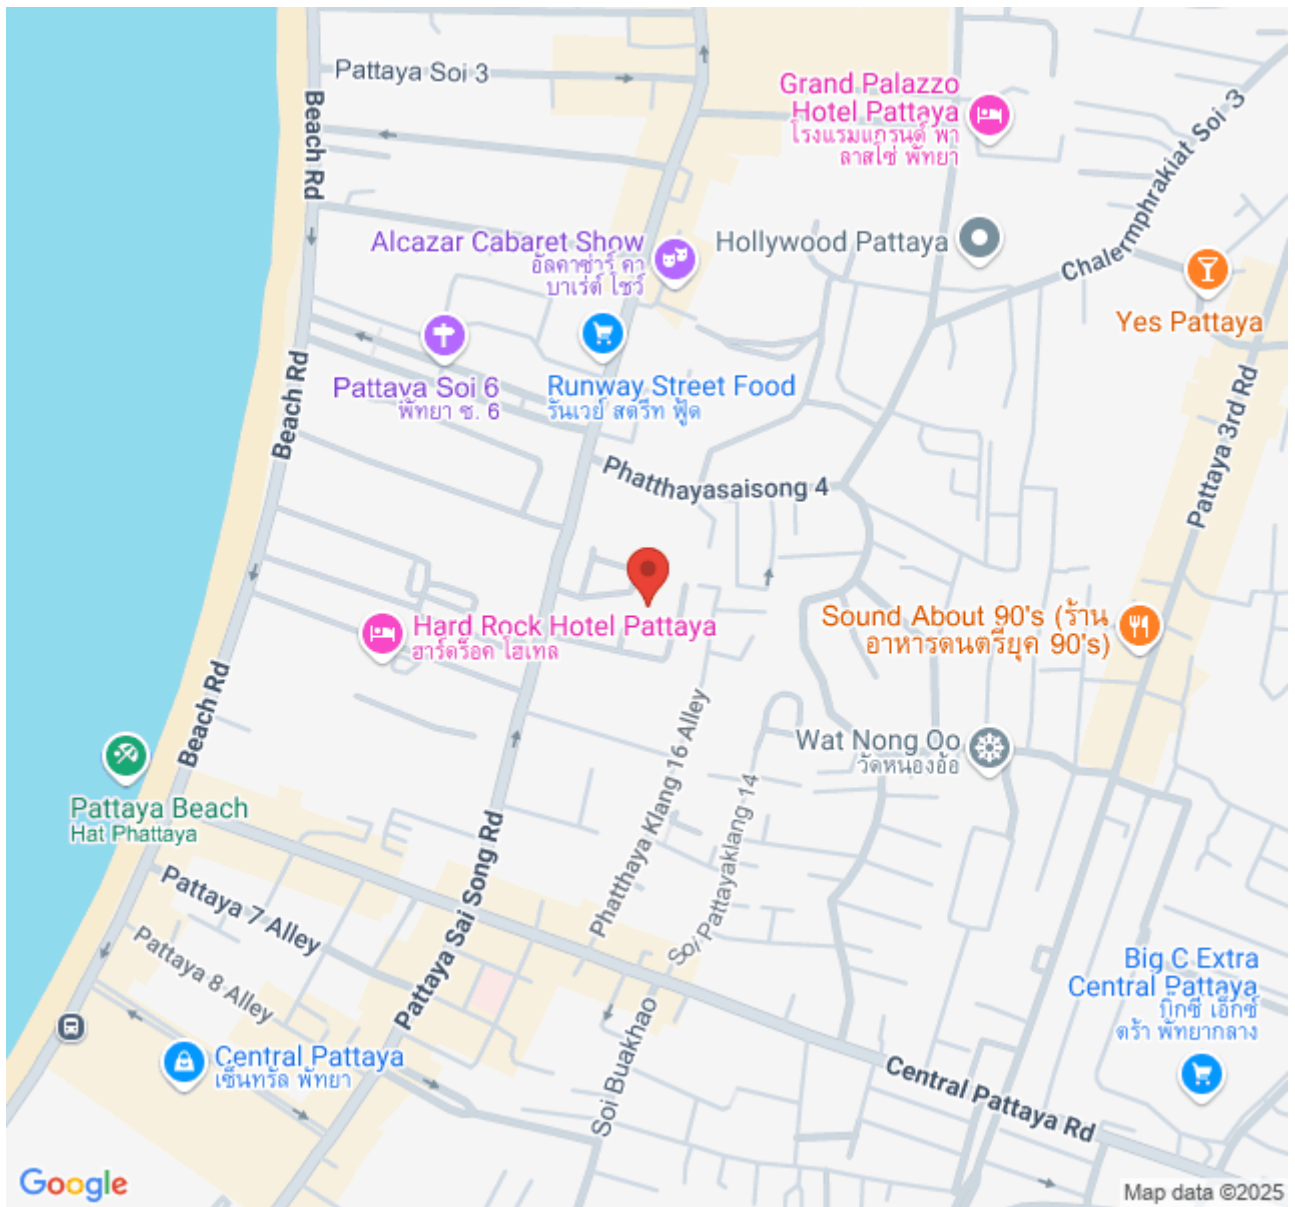 Pattaya Soi 3
Beach Rd
Grand Palazzo
Hotel Pattaya
โรงแรมแกรนด์ พา
ลาสโซ่ พัทยา
Chalermphrakiat Soi 3
Alcazar Cabaret Show
อัลคาซ่าร์ คา
บาเร่ต์ โชว์
Hollywood Pattaya
Yes Pattaya
Beach Rd
Pattaya Soi 6
พัทยา ซ. 6
Runway Street Food
รันเวย์ สตรีท ฟู้ด
Pattaya 3rd Rd
Phatthayasaisong 4
Hard Rock Hotel Pattaya
ฮาร์ดร็อค โฮเทล
Sound About 90's (ร้าน
อาหารดนตรียุค 90's)
Beach Rd
Phatthaya Klang 16 Alley
Wat Nong Oo
วัดหนองอ้อ
Pattaya Beach
Hat Phattaya
Soi Pattayaklang 14
Pattaya Sai Song Rd
Pattaya 7 Alley
Pattaya 8 Alley
Big C Extra
Central Pattaya
บิ๊กซี เอ็กซ์
ตร้า พัทยากลาง
Central Pattaya
เซ็นทรัล พัทยา
Soi Buakhao
Central Pattaya Rd
Google
Map data ©2025